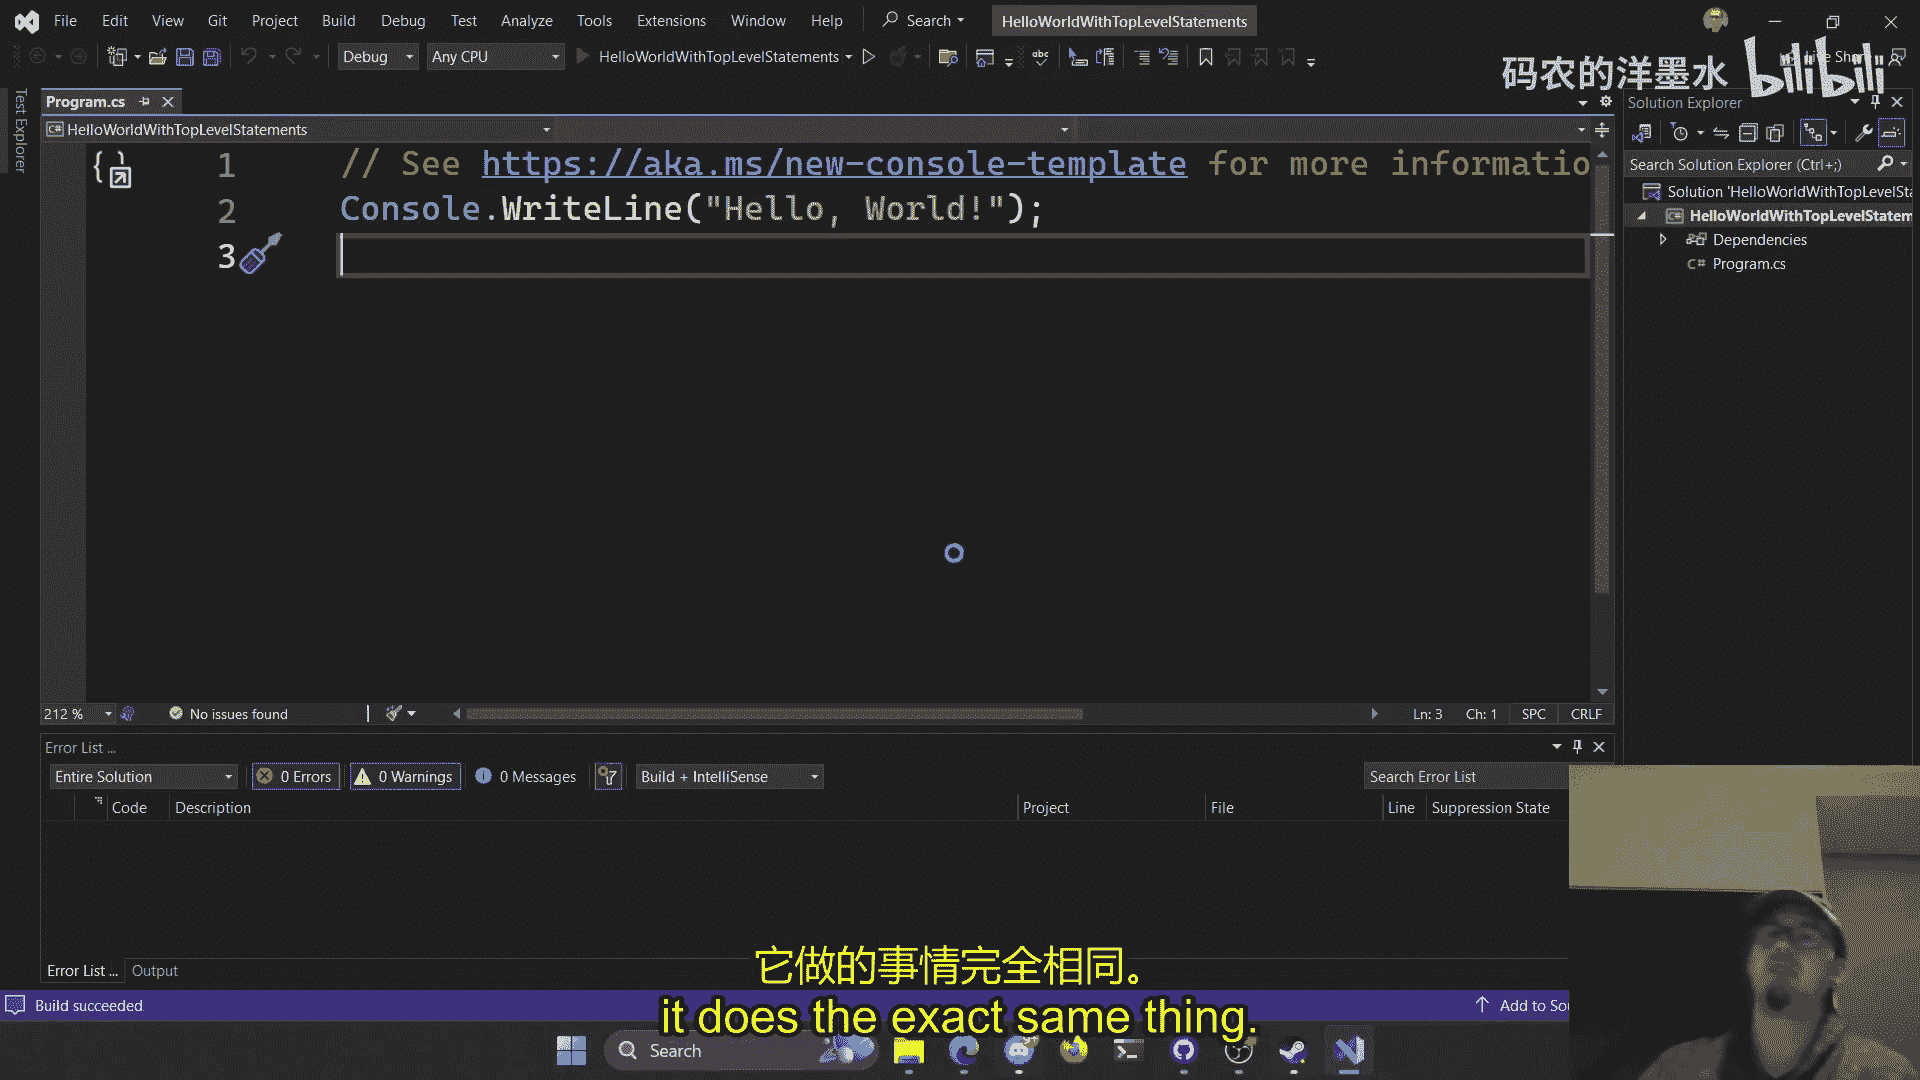 File Edit View Git Project Build Debug Test Analyze Tools Extensions Window Help Search HelloWorldWithTopLevelStatements
Debug Any CPU HelloWorldWithTopLevelStatements
码农的洋墨水 bilibili
Test Explorer
Program.cs
Solution Explorer
HelloWorldWithTopLevelStatements
Search Solution Explorer (Ctrl+;)
1 // See https://aka.ms/new-console-template for more informatio
2 Console.WriteLine("Hello, World!");
3
Solution 'HelloWorldWithTopLevelSta
HelloWorldWithTopLevelStatem
Dependencies
C# Program.cs
212 % No issues found Ln: 3 Ch: 1 SPC CRLF
Error List ...
Entire Solution 0 Errors 0 Warnings 0 Messages Build + IntelliSense Search Error List
Code Description Project File Line Suppression State
Error List ... Output
它做的事情完全相同。
Build succeeded
Add to Sou
it does the exact same thing.
Search